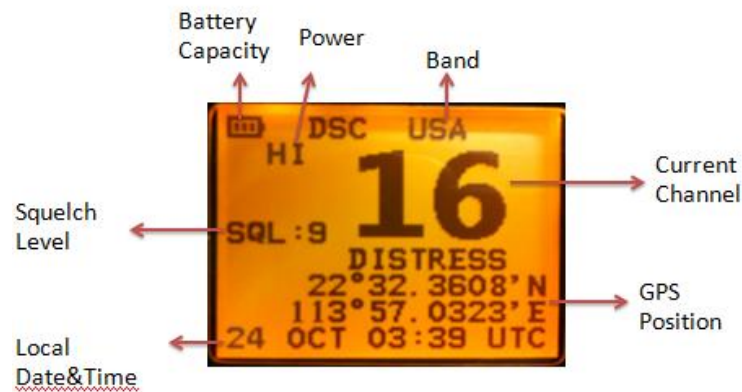 Battery
Capacity
Power
Band
DSC USA
HI
16
Current
Channel
Squelch
Level
SQL:9
DISTRESS
22°32.3608'N
113°57.0323'E
GPS
Position
24 OCT 03:39 UTC
Local
Date&Time